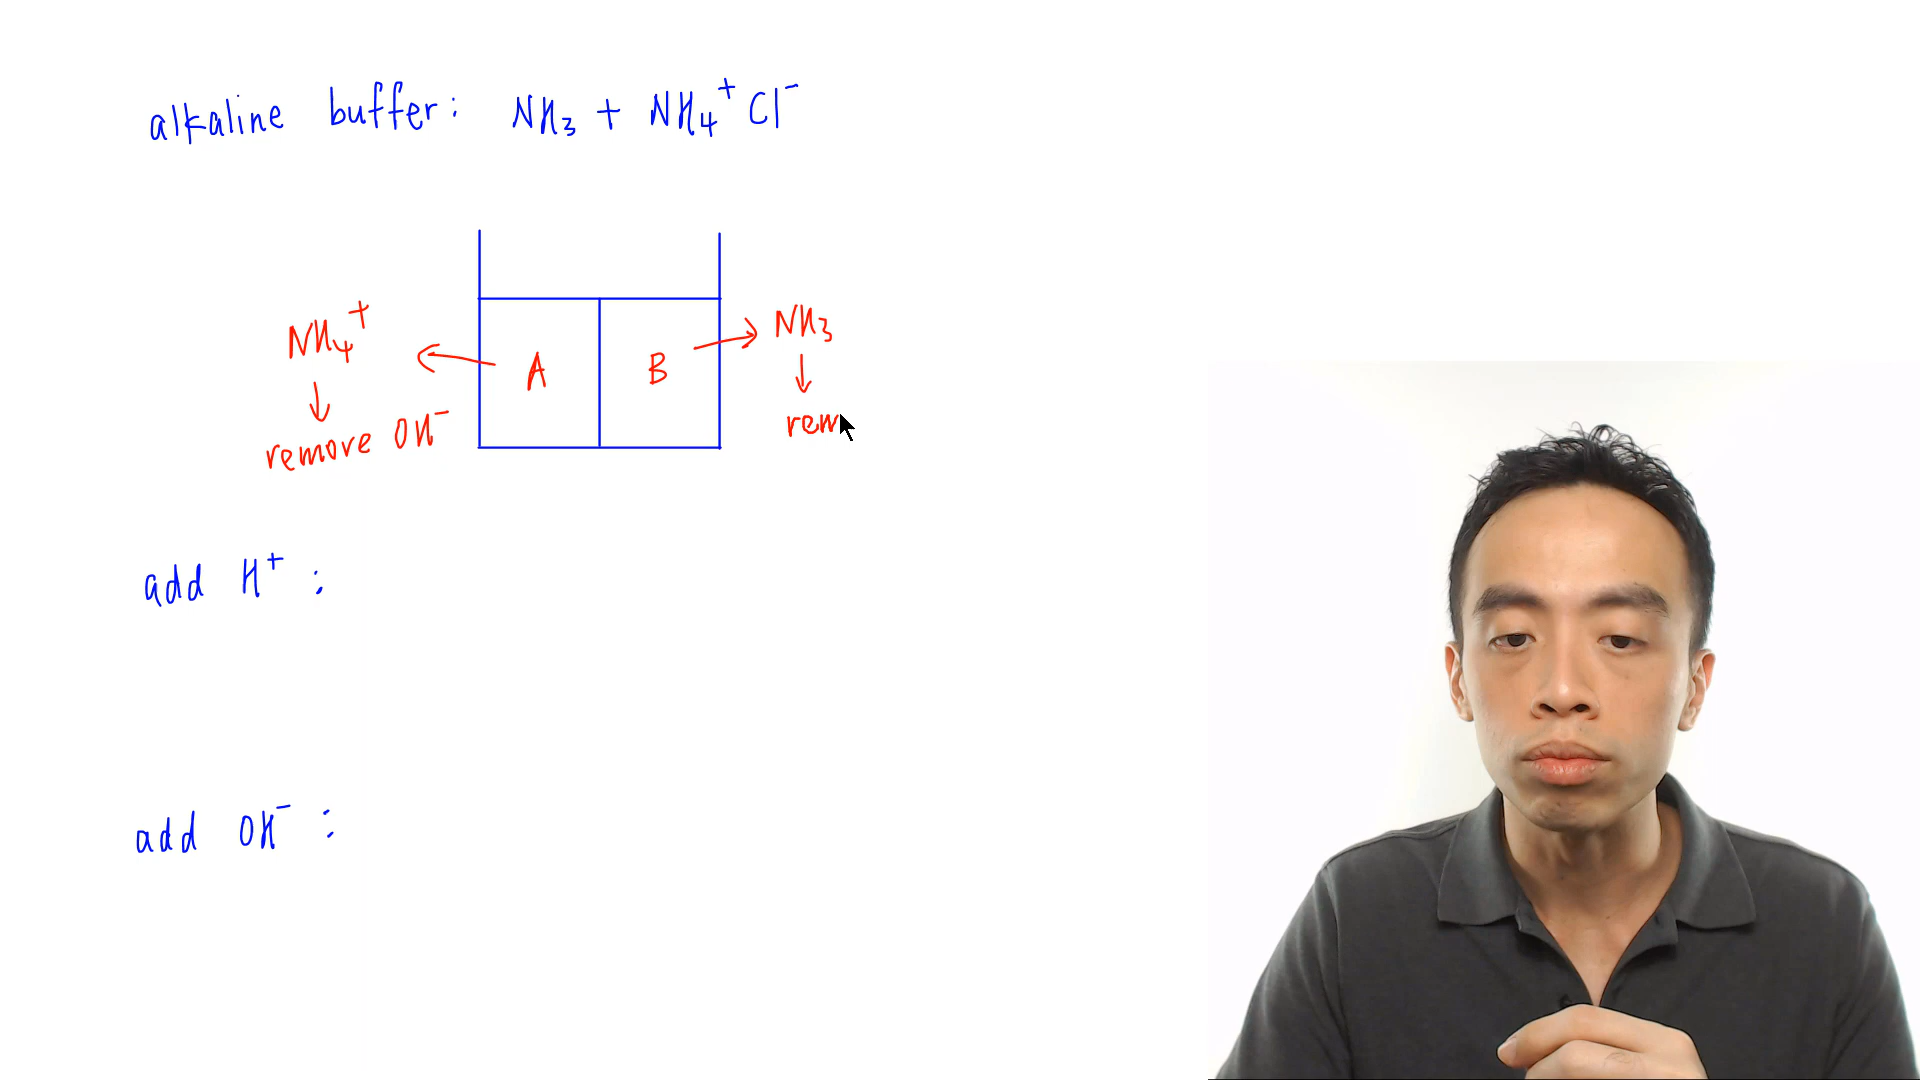 alkaline buffer: NH₃ + NH₄⁺Cl⁻
NH₄⁺
A
B
NH₃
remove OH⁻
rem
add H⁺ :
add OH⁻ :